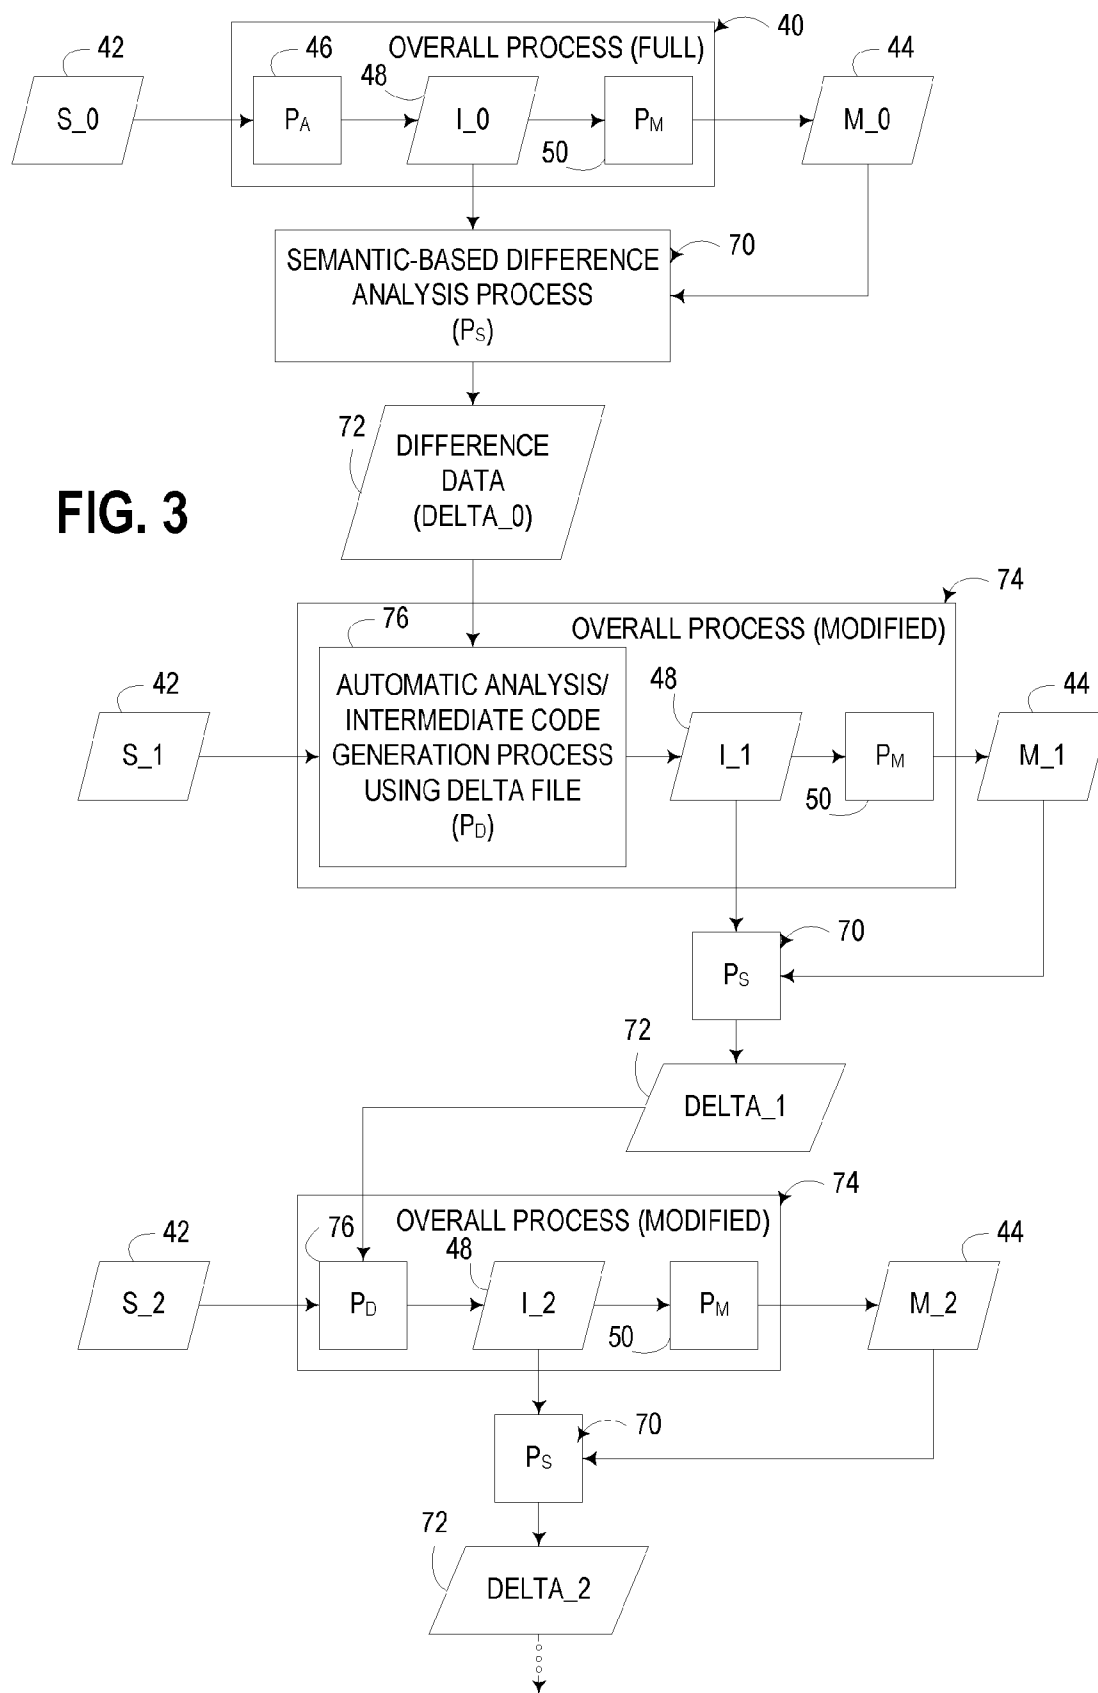 42 46 40 44
OVERALL PROCESS (FULL)
48
S_0 PA I_0 PM M_0
50
70
SEMANTIC-BASED DIFFERENCE
ANALYSIS PROCESS
(PS)
72
DIFFERENCE
DATA
(DELTA_0)
FIG. 3
74
76
OVERALL PROCESS (MODIFIED)
42 48 44
AUTOMATIC ANALYSIS/
INTERMEDIATE CODE
GENERATION PROCESS
USING DELTA FILE
(PD)
S_1 I_1 PM M_1
50
70
PS
72
DELTA_1
74
OVERALL PROCESS (MODIFIED)
42 76 48 44
S_2 PD I_2 PM M_2
50
70
PS
72
DELTA_2